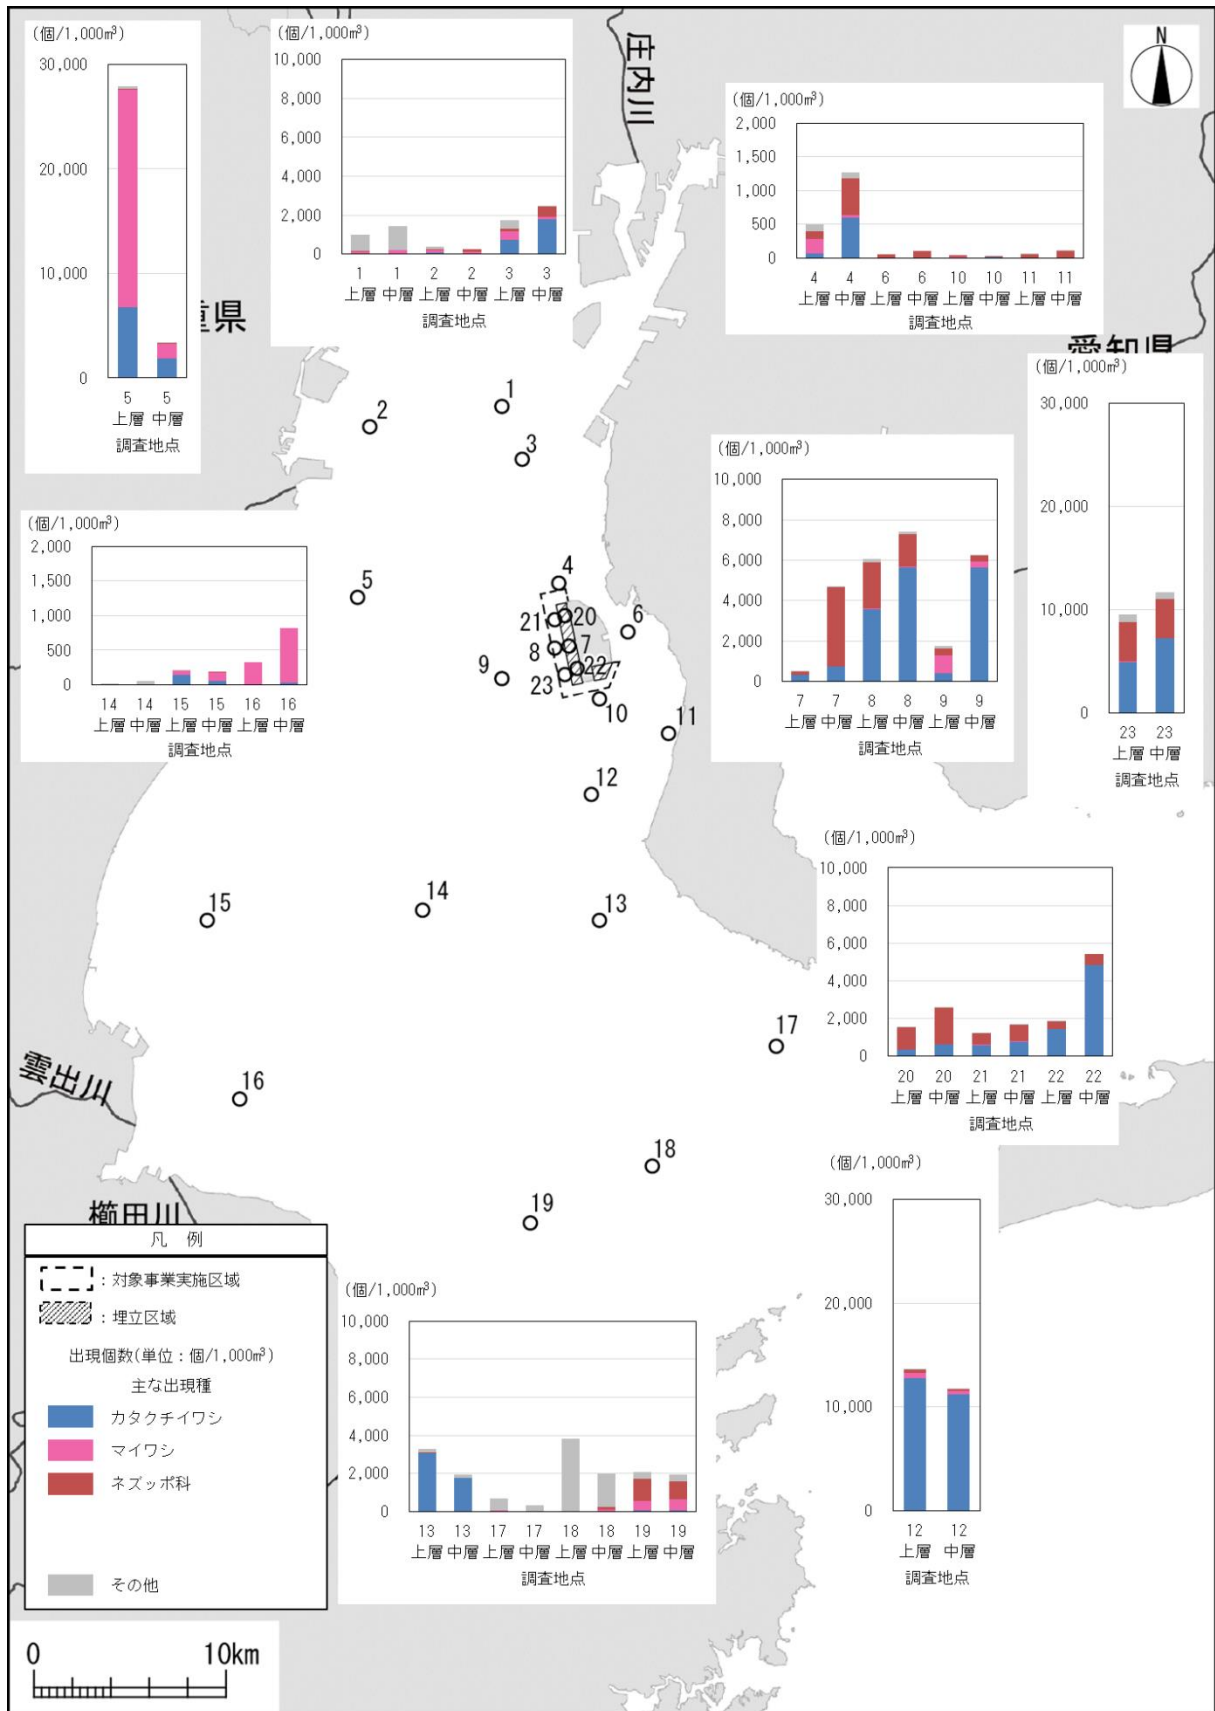 (個/1,000m³)
30,000
20,000
10,000
0
5 5
上層 中層
調査地点
(個/1,000m³)
10,000
8,000
6,000
4,000
2,000
0
1 1 2 2 3 3
上層 中層 上層 中層 上層 中層
調査地点
庄内川
N
(個/1,000m³)
2,000
1,500
1,000
500
0
4 4 6 6 10 10 11 11
上層 中層 上層 中層 上層 中層 上層 中層
調査地点
重県
愛知県
(個/1,000m³)
30,000
20,000
10,000
0
23 23
上層 中層
調査地点
(個/1,000m³)
10,000
8,000
6,000
4,000
2,000
0
7 7 8 8 9 9
上層 中層 上層 中層 上層 中層
調査地点
(個/1,000m³)
2,000
1,500
1,000
500
0
14 14 15 15 16 16
上層 中層 上層 中層 上層 中層
調査地点
1
2
3
4
5
6
21
20
8
7
9
22
23
10
11
12
13
14
15
16
17
18
19
(個/1,000m³)
10,000
8,000
6,000
4,000
2,000
0
20 20 21 21 22 22
上層 中層 上層 中層 上層 中層
調査地点
雲出川
櫛田川
(個/1,000m³)
30,000
20,000
10,000
0
12 12
上層 中層
調査地点
(個/1,000m³)
10,000
8,000
6,000
4,000
2,000
0
13 13 17 17 18 18 19 19
上層 中層 上層 中層 上層 中層 上層 中層
調査地点
凡 例
：対象事業実施区域
：埋立区域
出現個数(単位：個/1,000m³)
主な出現種
カタクチイワシ
マイワシ
ネズッポ科
その他
0 10km